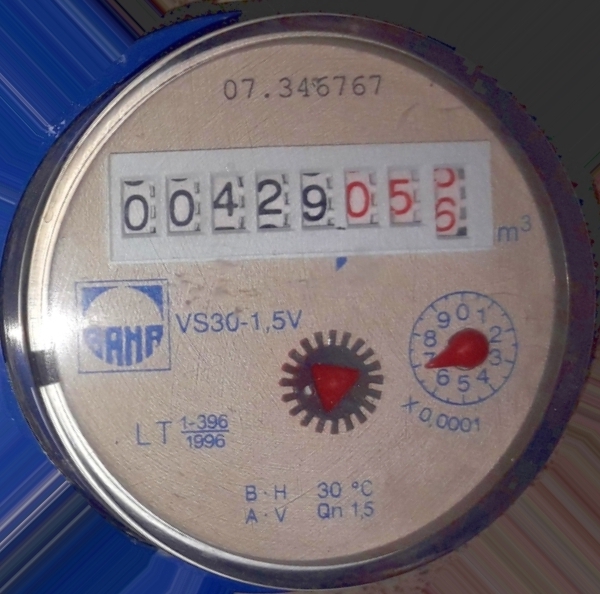 07.346767
00429056
m³
GAMA
VS30-1,5V
0 1 2 3 4 5 6 7 8 9
X 0,0001
LT 1-396
1996
B·H 30 °C
A·V Qn 1,5